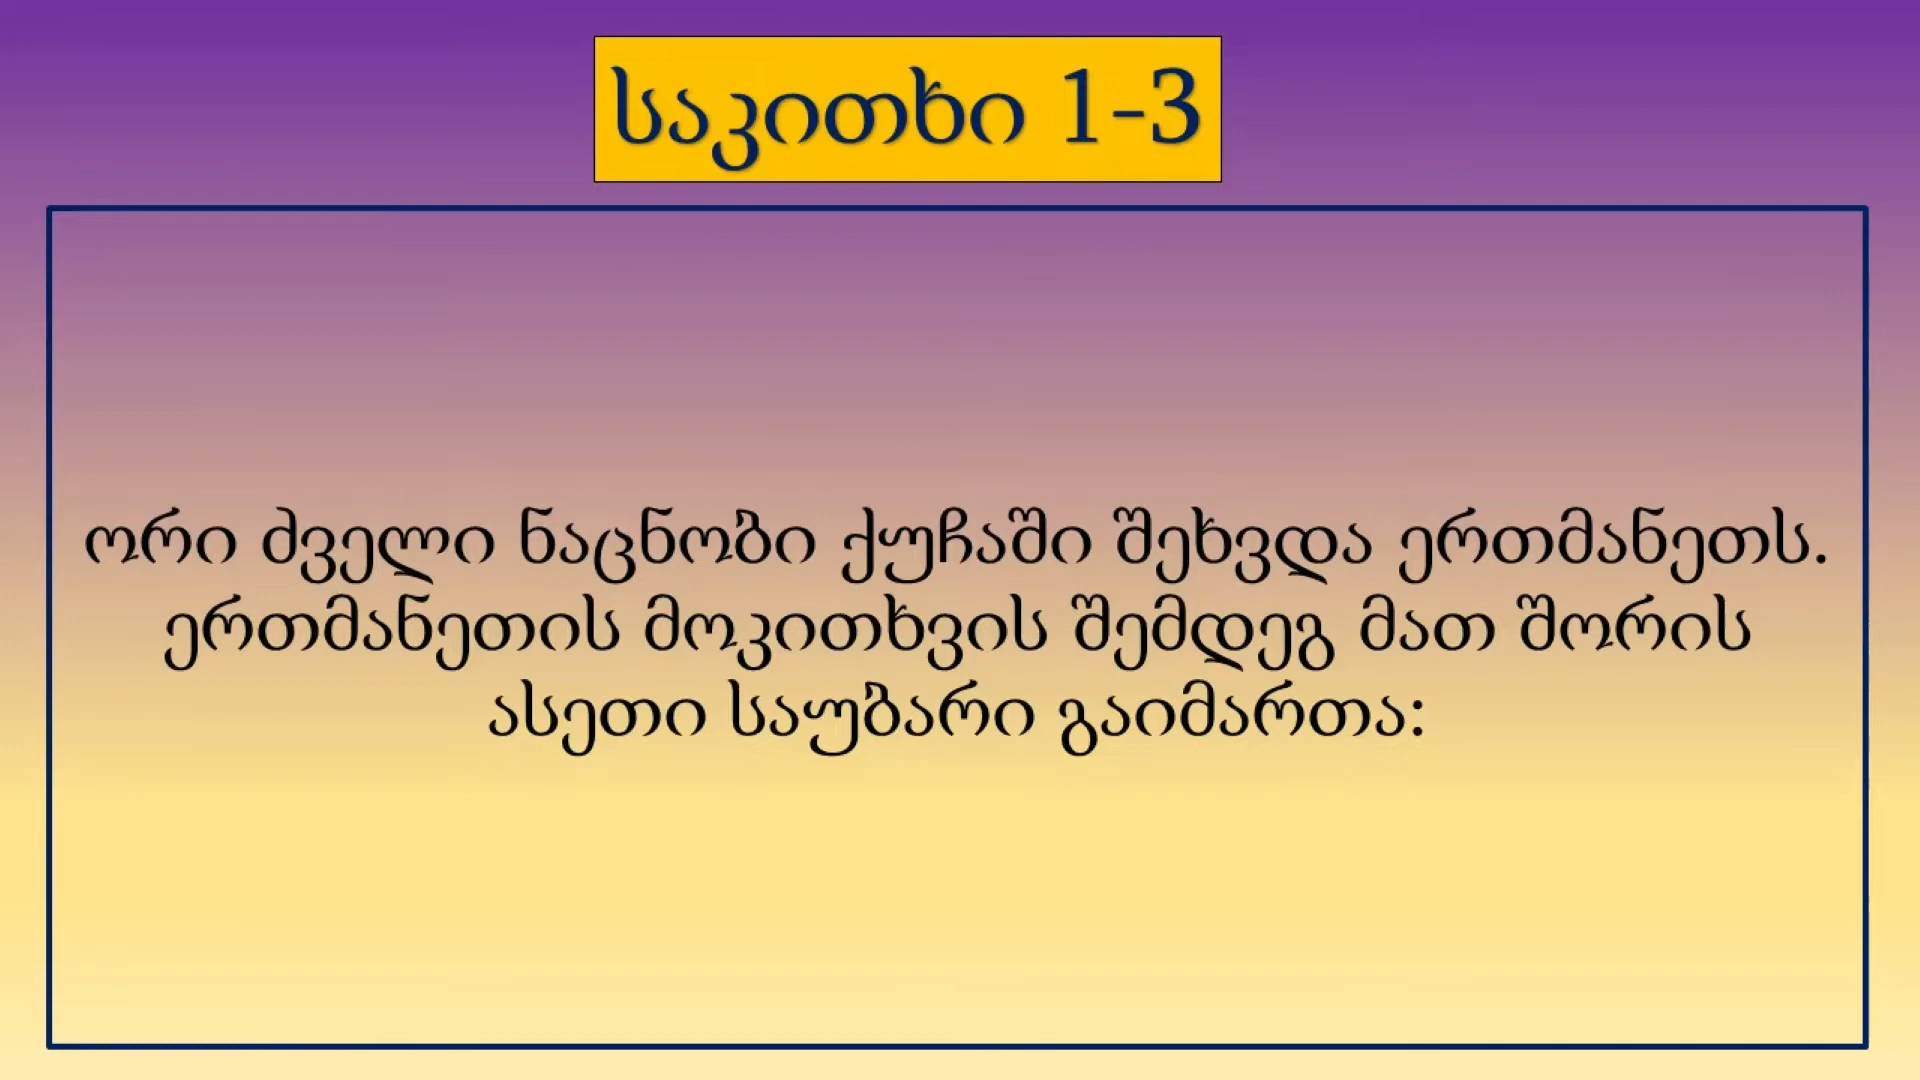 საკითხი 1-3
ორი ძველი ნაცნობი ქუჩაში შეხვდა ერთმანეთს.
ერთმანეთის მოკითხვის შემდეგ მათ შორის
ასეთი საუბარი გაიმართა: